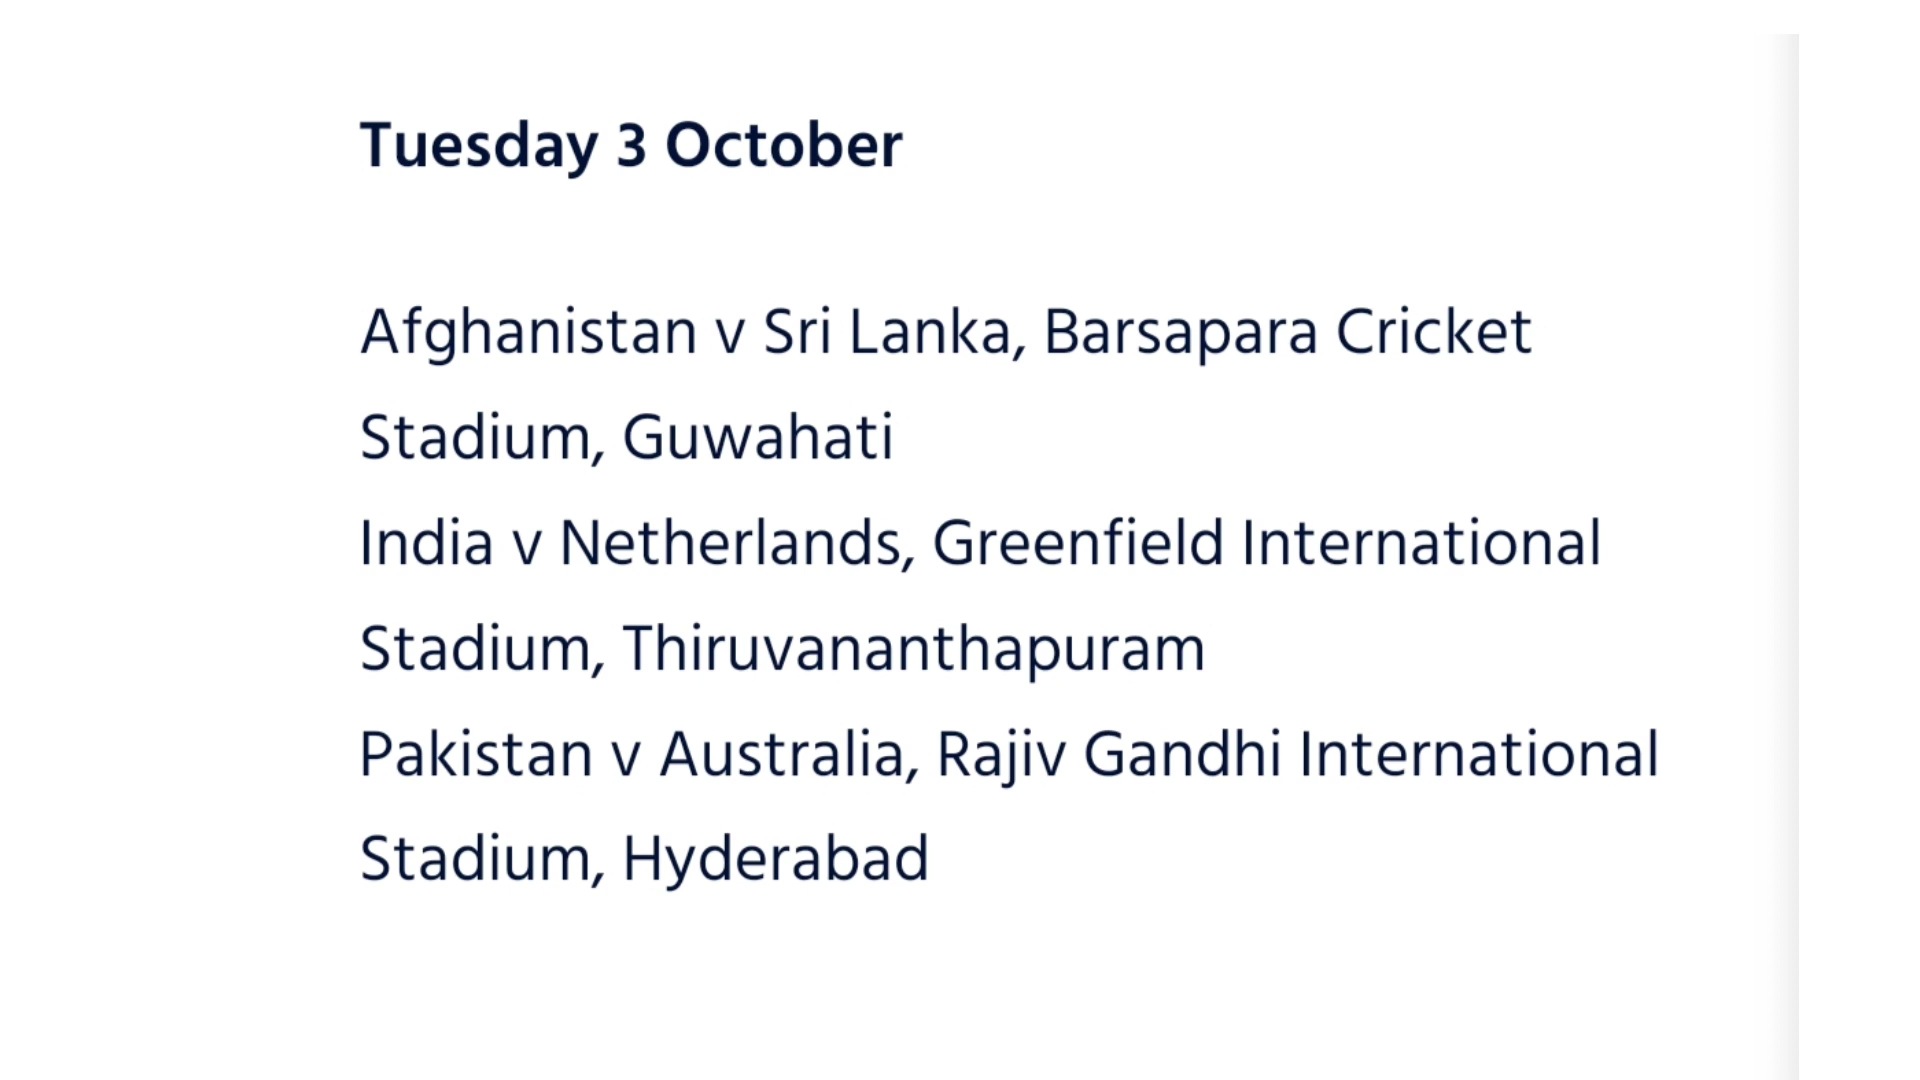 Tuesday 3 October
Afghanistan v Sri Lanka, Barsapara Cricket
Stadium, Guwahati
India v Netherlands, Greenfield International
Stadium, Thiruvananthapuram
Pakistan v Australia, Rajiv Gandhi International
Stadium, Hyderabad